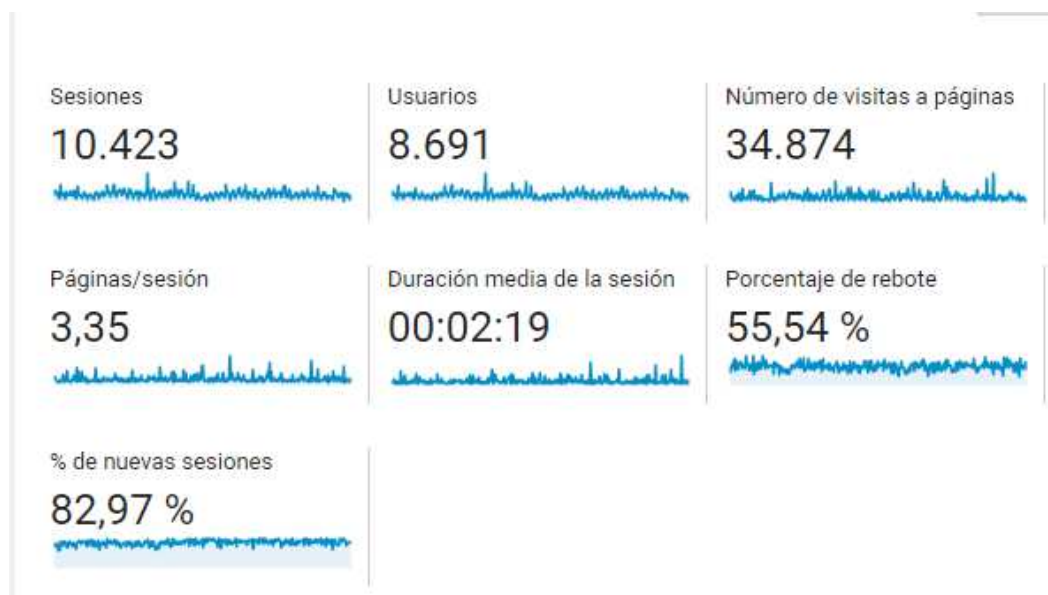 Sesiones
10.423
Usuarios
8.691
Número de visitas a páginas
34.874
Páginas/sesión
3,35
Duración media de la sesión
00:02:19
Porcentaje de rebote
55,54 %
% de nuevas sesiones
82,97 %